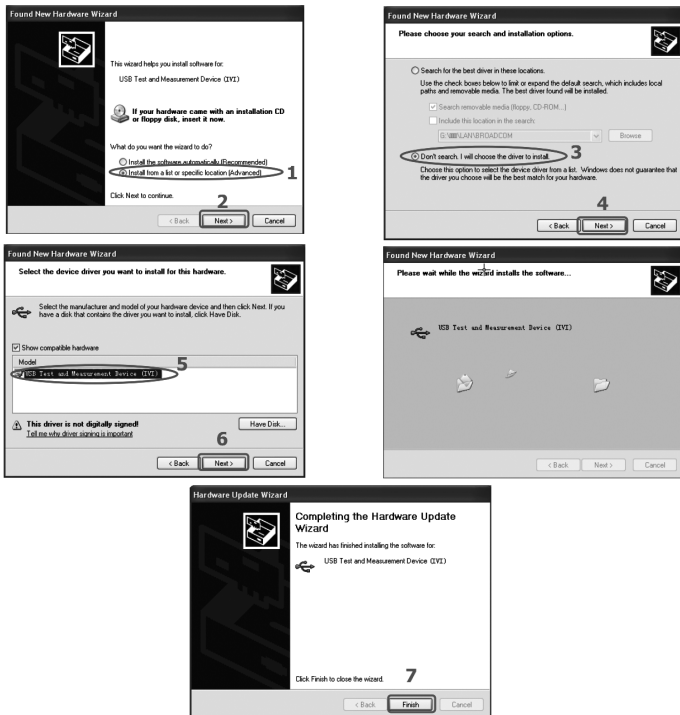 Found New Hardware Wizard
This wizard helps you install software for:
USB Test and Measurement Device (IVI)
If your hardware came with an installation CD
or floppy disk, insert it now.
What do you want the wizard to do?
Install the software automatically (Recommended)
Install from a list or specific location (Advanced)
1
Click Next to continue.
2
< Back
Next >
Cancel
Found New Hardware Wizard
Please choose your search and installation options.
Search for the best driver in these locations.
Use the check boxes below to limit or expand the default search, which includes local
paths and removable media. The best driver found will be installed.
Search removable media (floppy, CD-ROM...)
Include this location in the search:
\LAN\BROADCOM
Browse
3
Don't search. I will choose the driver to install.
Choose this option to select the device driver from a list. Windows does not guarantee that
the driver you choose will be the best match for your hardware.
4
< Back
Next >
Cancel
Found New Hardware Wizard
Select the device driver you want to install for this hardware.
Select the manufacturer and model of your hardware device and then click Next. If you
have a disk that contains the driver you want to install, click Have Disk.
Show compatible hardware
Model
5
USB Test and Measurement Device (IVI)
This driver is not digitally signed!
Tell me why driver signing is important
Have Disk...
6
< Back
Next >
Cancel
Found New Hardware Wizard
Please wait while the wizard installs the software...
USB Test and Measurement Device (IVI)
< Back
Next >
Cancel
Hardware Update Wizard
Completing the Hardware Update
Wizard
The wizard has finished installing the software for:
USB Test and Measurement Device (IVI)
Click Finish to close the wizard.
7
< Back
Finish
Cancel